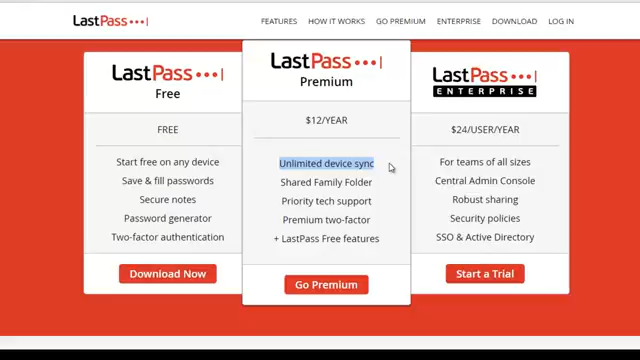 LastPass
FEATURES HOW IT WORKS GO PREMIUM ENTERPRISE DOWNLOAD LOG IN
LastPass
Free
FREE
Start free on any device
Save & fill passwords
Secure notes
Password generator
Two-factor authentication
Download Now
LastPass
Premium
$12/YEAR
Unlimited device sync
Shared Family Folder
Priority tech support
Premium two-factor
+ LastPass Free features
Go Premium
LastPass
ENTERPRISE
$24/USER/YEAR
For teams of all sizes
Central Admin Console
Robust sharing
Security policies
SSO & Active Directory
Start a Trial